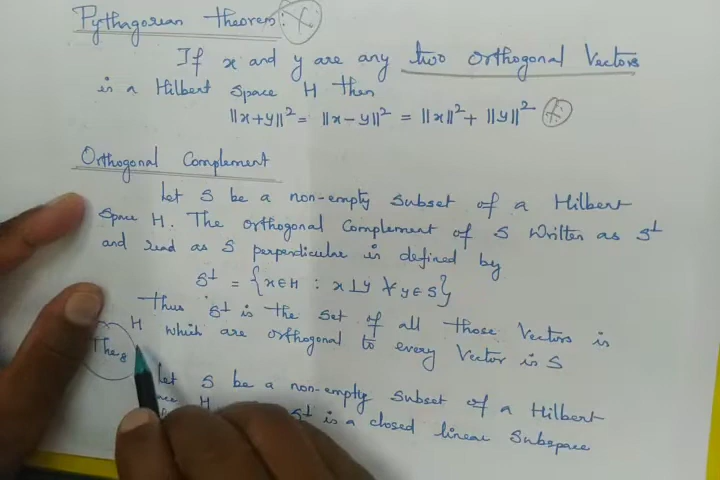 Pythagorean theorem:
If x and y are any two orthogonal Vectors
in a Hilbert Space H then
||x+y||² = ||x-y||² = ||x||² + ||y||²
Orthogonal Complement
Let S be a non-empty subset of a Hilbert
Space H. The orthogonal Complement of S written as S⊥
and read as S perpendicular is defined by
S⊥ = {x∈H : x⊥y ∀ y∈S}
Thus S⊥ is the set of all those Vectors in
H which are orthogonal to every Vector in S
Let S be a non-empty subset of a Hilbert
H S⊥ is a closed linear subspace